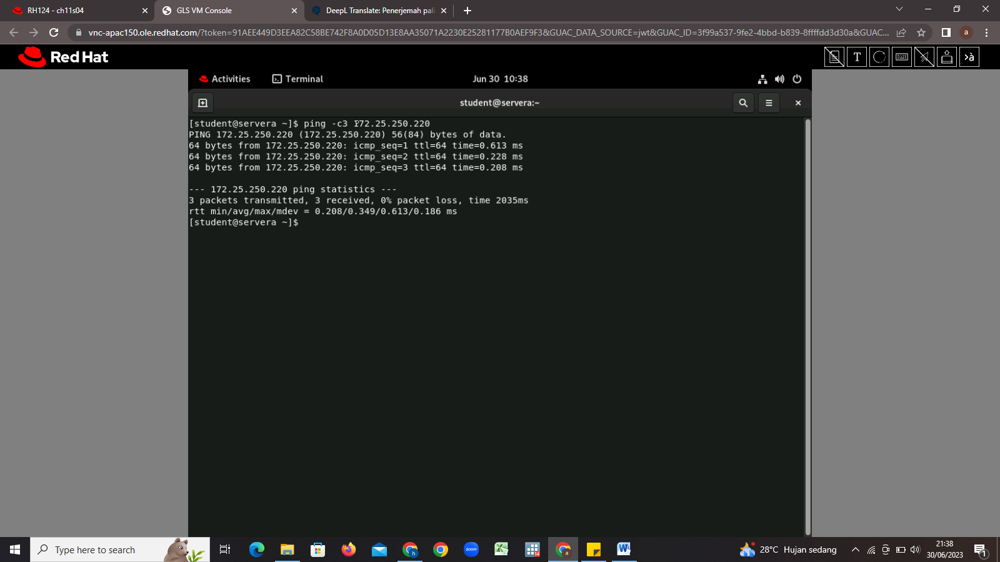 RH124 - ch11s04
GLS VM Console
DeepL Translate: Penerjemah pali
vnc-apac150.ole.redhat.com/?token=91AEE449D3EEA82C58BE742F8A0D05D13E8AA35071A2230E25281177B0AEF9F3&GUAC_DATA_SOURCE=jwt&GUAC_ID=3f99a537-9fe2-4bbd-b839-8ffffdd3d30a&GUAC...
a
Red Hat
T
>à
Activities
Terminal
Jun 30 10:38
student@servera:~
[student@servera ~]$ ping -c3 172.25.250.220
PING 172.25.250.220 (172.25.250.220) 56(84) bytes of data.
64 bytes from 172.25.250.220: icmp_seq=1 ttl=64 time=0.613 ms
64 bytes from 172.25.250.220: icmp_seq=2 ttl=64 time=0.228 ms
64 bytes from 172.25.250.220: icmp_seq=3 ttl=64 time=0.208 ms
--- 172.25.250.220 ping statistics ---
3 packets transmitted, 3 received, 0% packet loss, time 2035ms
rtt min/avg/max/mdev = 0.208/0.349/0.613/0.186 ms
[student@servera ~]$
Type here to search
h
zoom
14
a
28°C Hujan sedang
21:38
30/06/2023
1